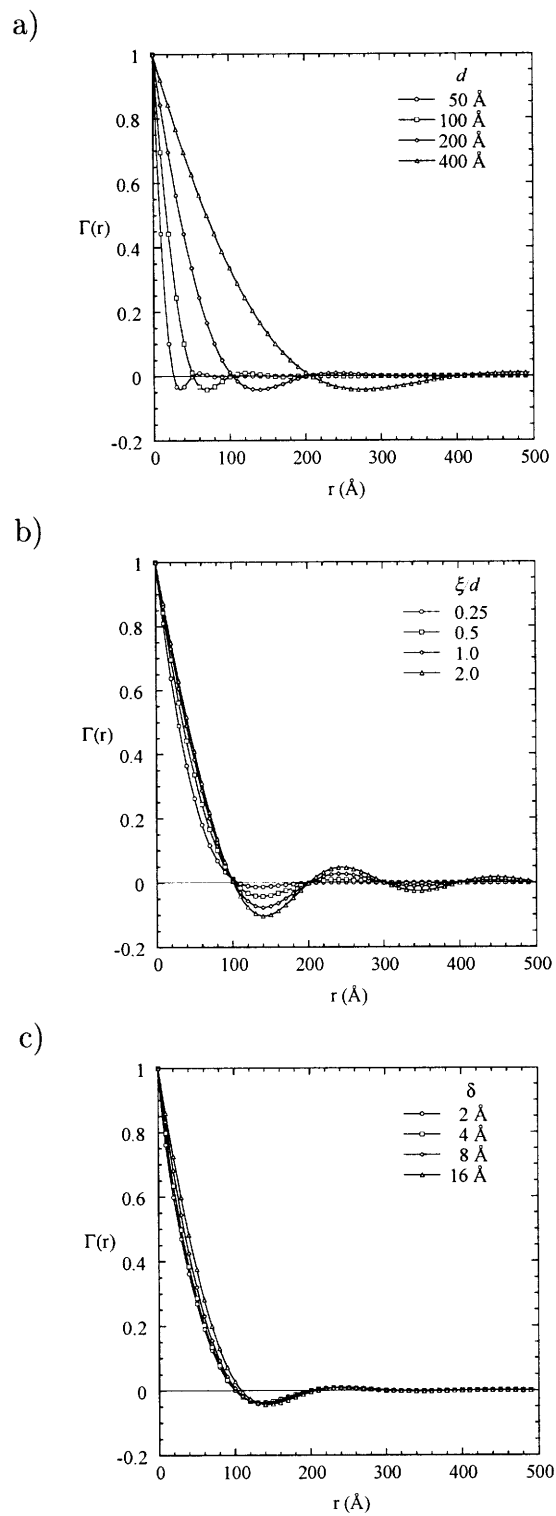 a)
1
0.8
0.6
0.4
0.2
0
-0.2
Γ(r)
d
50 Å
100 Å
200 Å
400 Å
0
100
200
300
400
500
r (Å)
b)
1
0.8
0.6
0.4
0.2
0
-0.2
Γ(r)
ξ/d
0.25
0.5
1.0
2.0
0
100
200
300
400
500
r (Å)
c)
1
0.8
0.6
0.4
0.2
0
-0.2
Γ(r)
δ
2 Å
4 Å
8 Å
16 Å
0
100
200
300
400
500
r (Å)